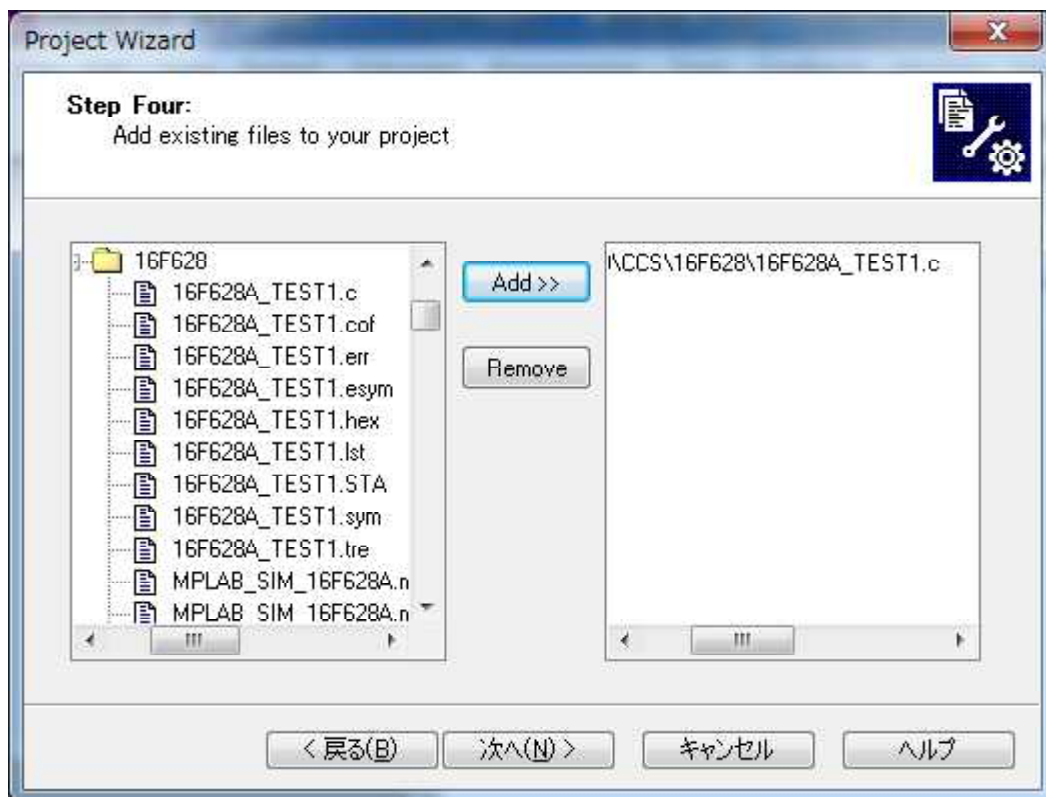 Project Wizard
Step Four:
Add existing files to your project
16F628
16F628A_TEST1.c
16F628A_TEST1.cof
16F628A_TEST1.err
16F628A_TEST1.esym
16F628A_TEST1.hex
16F628A_TEST1.lst
16F628A_TEST1.STA
16F628A_TEST1.sym
16F628A_TEST1.tre
MPLAB_SIM_16F628A.n
MPLAB_SIM_16F628A.n
Add >>
Remove
\CCS\16F628\16F628A_TEST1.c
< 戻る(B)
次へ(N) >
キャンセル
ヘルプ